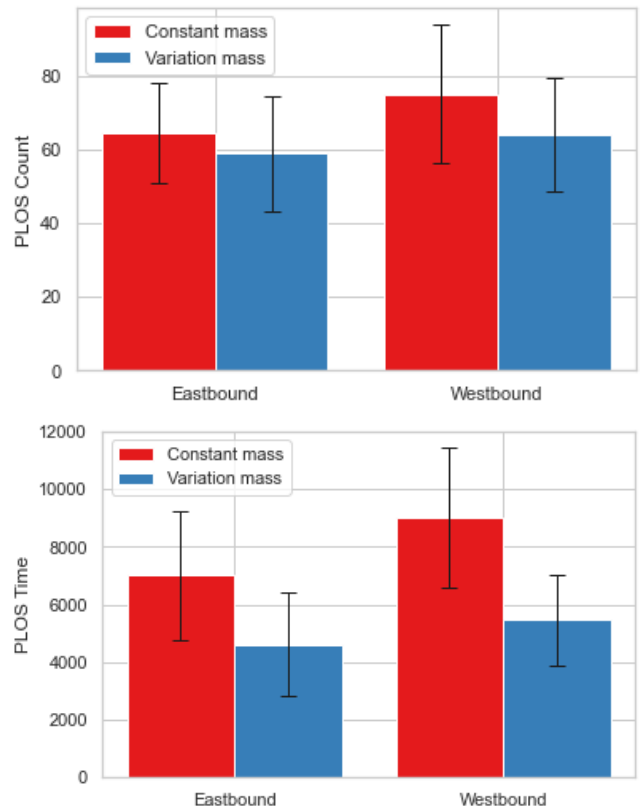 Constant mass
Variation mass
80
60
40
20
0
PLOS Count
Eastbound Westbound
Constant mass
Variation mass
12000
10000
8000
6000
4000
2000
0
PLOS Time
Eastbound Westbound